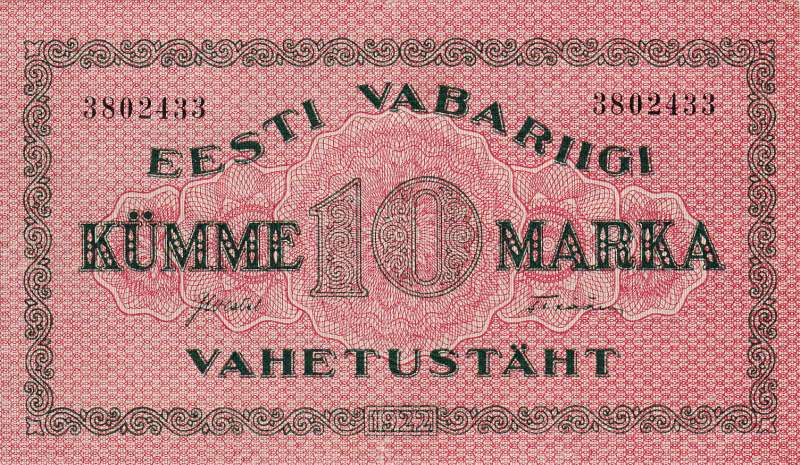 3802433 3802433
EESTI VABARIIGI
KÜMME 10 MARKA
VAHETUSTÄHT
1922